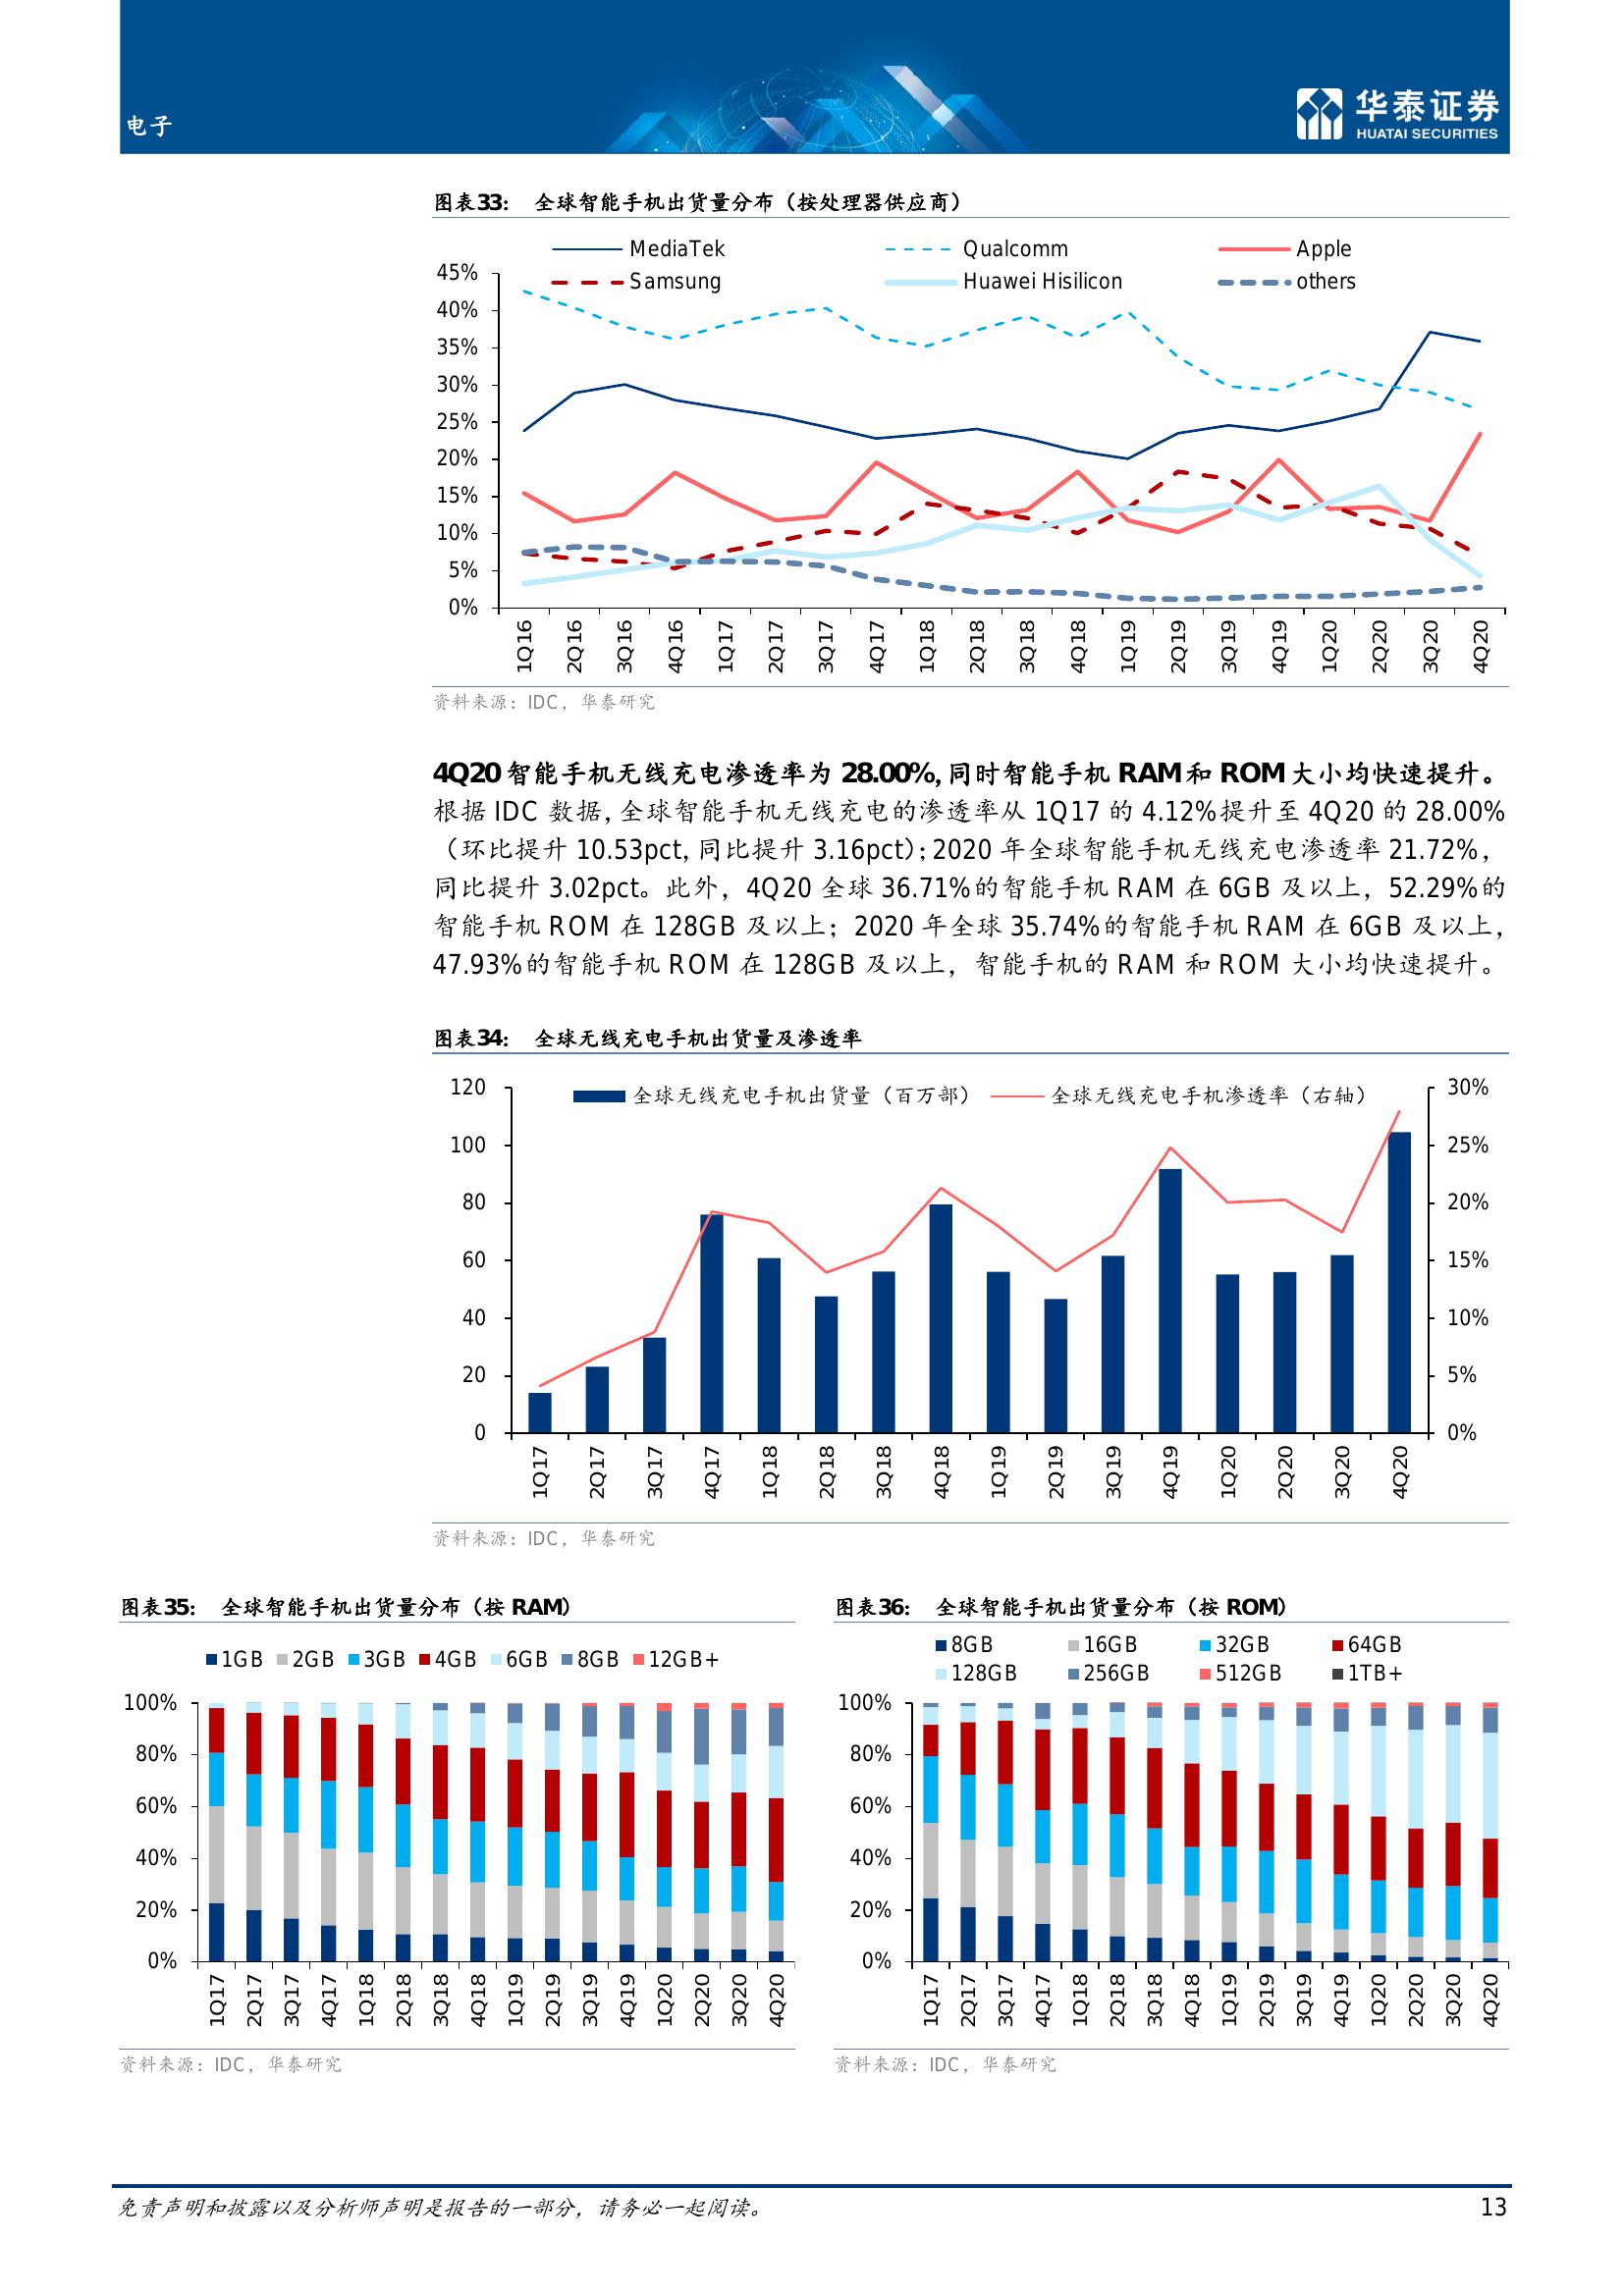 电子
华泰证券
HUATAI SECURITIES
图表33： 全球智能手机出货量分布（按处理器供应商）
MediaTek Qualcomm Apple
Samsung Huawei Hisilicon others
45%
40%
35%
30%
25%
20%
15%
10%
5%
0%
1Q16 2Q16 3Q16 4Q16 1Q17 2Q17 3Q17 4Q17 1Q18 2Q18 3Q18 4Q18 1Q19 2Q19 3Q19 4Q19 1Q20 2Q20 3Q20 4Q20
资料来源：IDC，华泰研究
4Q20 智能手机无线充电渗透率为 28.00%，同时智能手机 RAM 和 ROM 大小均快速提升。
根据 IDC 数据，全球智能手机无线充电的渗透率从 1Q17 的 4.12%提升至 4Q20 的 28.00%
（环比提升 10.53pct，同比提升 3.16pct）；2020 年全球智能手机无线充电渗透率 21.72%，
同比提升 3.02pct。此外，4Q20 全球 36.71%的智能手机 RAM 在 6GB 及以上，52.29%的
智能手机 ROM 在 128GB 及以上；2020 年全球 35.74%的智能手机 RAM 在 6GB 及以上，
47.93%的智能手机 ROM 在 128GB 及以上，智能手机的 RAM 和 ROM 大小均快速提升。
图表34： 全球无线充电手机出货量及渗透率
全球无线充电手机出货量（百万部） 全球无线充电手机渗透率（右轴）
120 30%
100 25%
80 20%
60 15%
40 10%
20 5%
0 0%
1Q17 2Q17 3Q17 4Q17 1Q18 2Q18 3Q18 4Q18 1Q19 2Q19 3Q19 4Q19 1Q20 2Q20 3Q20 4Q20
资料来源：IDC，华泰研究
图表35： 全球智能手机出货量分布（按 RAM）
1GB 2GB 3GB 4GB 6GB 8GB 12GB+
100%
80%
60%
40%
20%
0%
1Q17 2Q17 3Q17 4Q17 1Q18 2Q18 3Q18 4Q18 1Q19 2Q19 3Q19 4Q19 1Q20 2Q20 3Q20 4Q20
资料来源：IDC，华泰研究
图表36： 全球智能手机出货量分布（按 ROM）
8GB 16GB 32GB 64GB
128GB 256GB 512GB 1TB+
100%
80%
60%
40%
20%
0%
1Q17 2Q17 3Q17 4Q17 1Q18 2Q18 3Q18 4Q18 1Q19 2Q19 3Q19 4Q19 1Q20 2Q20 3Q20 4Q20
资料来源：IDC，华泰研究
免责声明和披露以及分析师声明是报告的一部分，请务必一起阅读。 13